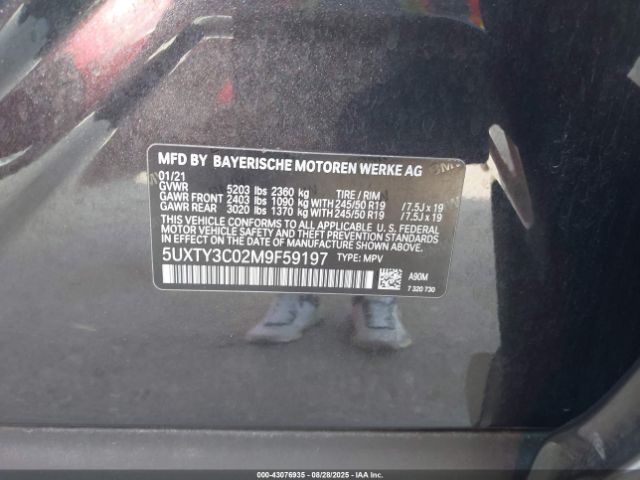 MFD BY BAYERISCHE MOTOREN WERKE AG
01/21
GVWR 5203 lbs 2360 kg TIRE / RIM
GAWR FRONT 2403 lbs 1090 kg WITH 245/50 R19 /7.5J x 19
GAWR REAR 3020 lbs 1370 kg WITH 245/50 R19 /7.5J x 19
THIS VEHICLE CONFORMS TO ALL APPLICABLE
FEDERAL MOTOR VEHICLE SAFETY, BUMPER, AND
THEFT PREVENTION STANDARDS IN EFFECT ON THE
DATE OF MANUFACTURE SHOWN ABOVE.
5UXTY3C02M9F59197 TYPE: MPV
A90M
7 320 730
000-43076935 - 08/28/2025 - IAAI.COM